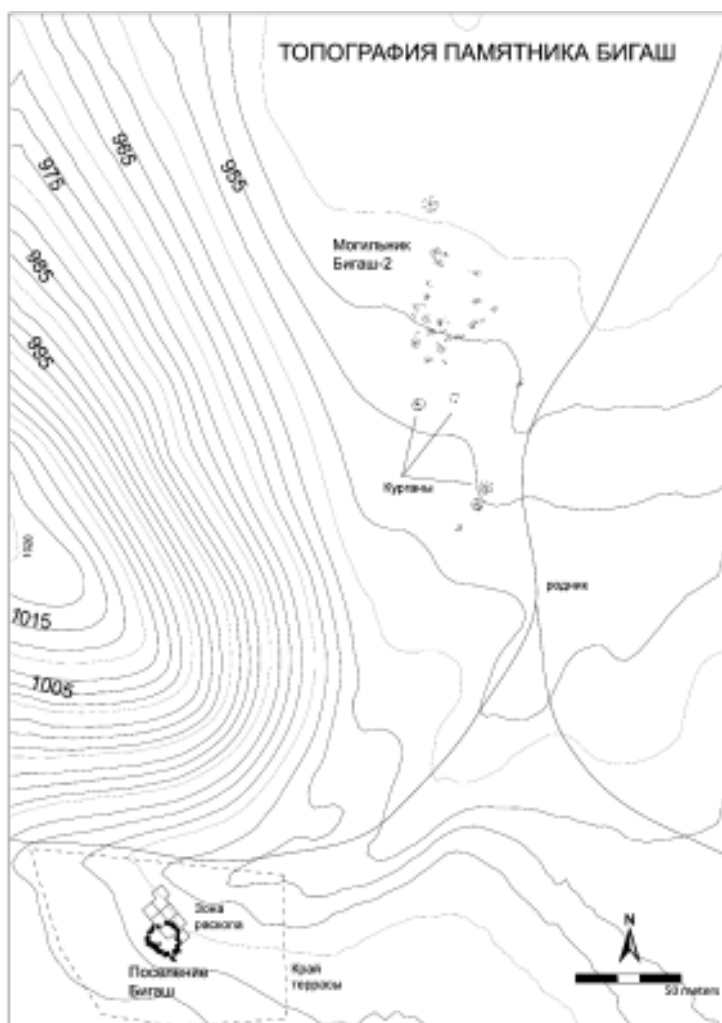 ТОПОГРАФИЯ ПАМЯТНИКА БИГАШ
965
955
975
985
995
Могильник
Бигаш-2
Курганы
1020
родник
1015
1005
Зона
раскопа
Поселение
Бигаш
Край
террасы
N
50 meters